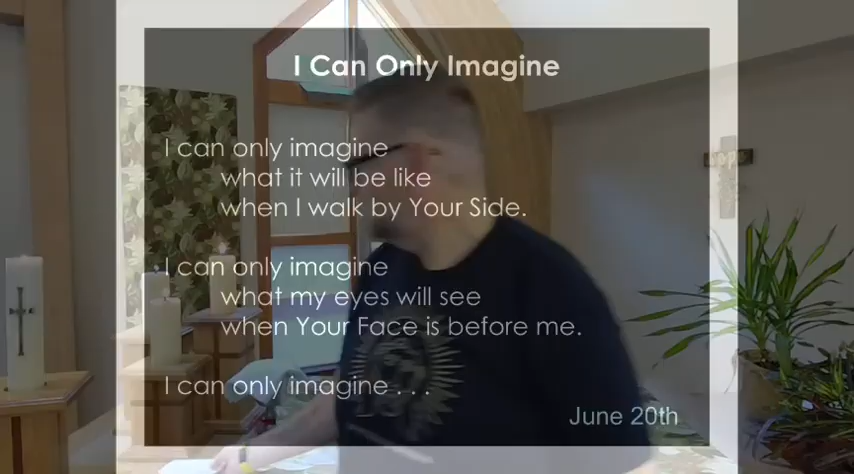 I Can Only Imagine
I can only imagine
what it will be like
when I walk by Your Side.
I can only imagine
what my eyes will see
when Your Face is before me.
I can only imagine . . .
June 20th